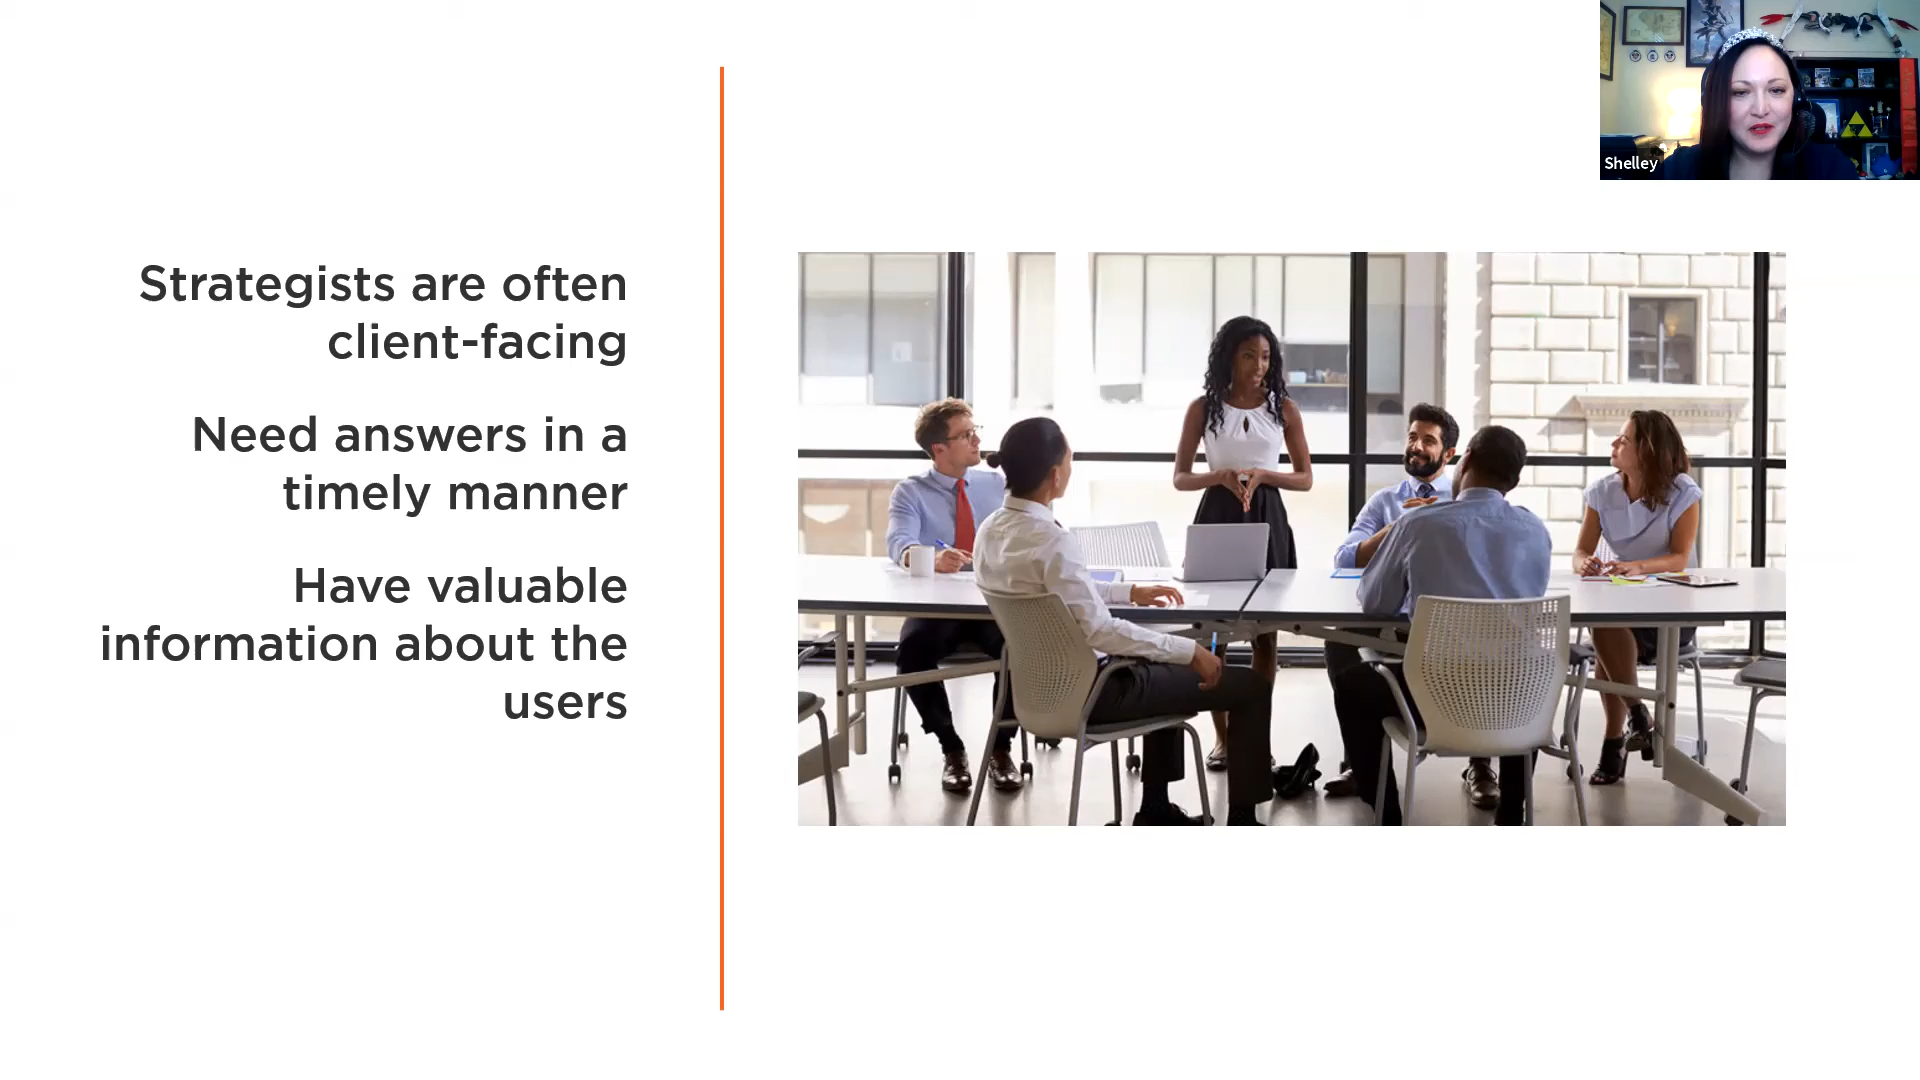 Strategists are often
client-facing
Need answers in a
timely manner
Have valuable
information about the
users
Shelley